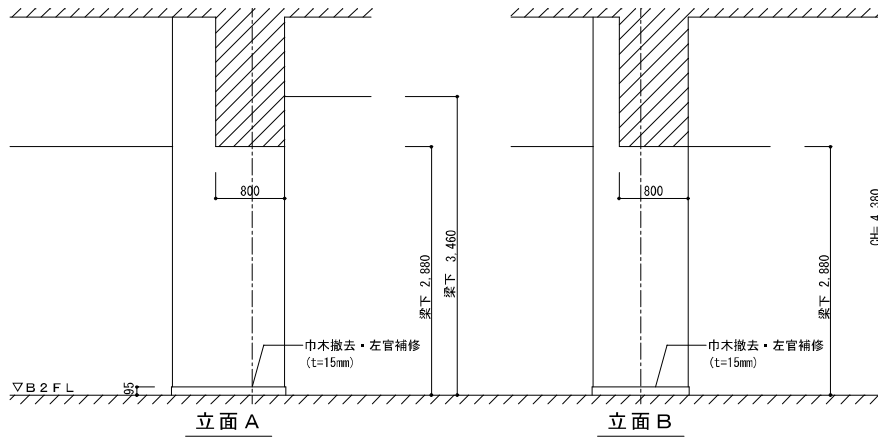 800
梁下 2,880
梁下 3,460
巾木撤去・左官補修
(t=15mm)
▽B2FL
95
立面A
800
梁下 2,880
CH= 4,380
巾木撤去・左官補修
(t=15mm)
立面B